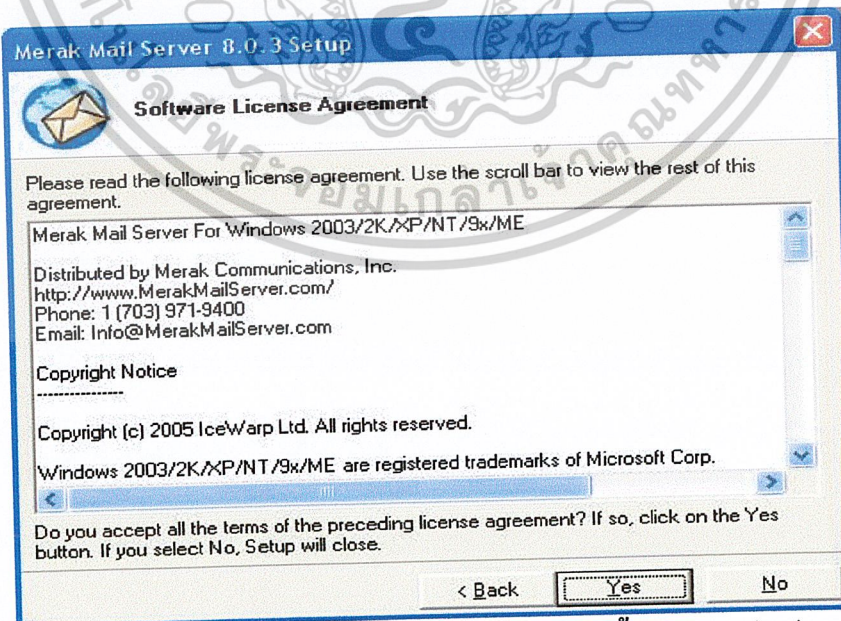 Merak Mail Server 8.0.3 Setup
Software License Agreement
Please read the following license agreement. Use the scroll bar to view the rest of this
agreement.
Merak Mail Server For Windows 2003/2K/XP/NT/9x/ME
Distributed by Merak Communications, Inc.
http://www.MerakMailServer.com/
Phone: 1 (703) 971-9400
Email: Info@MerakMailServer.com
Copyright Notice
----------------
Copyright (c) 2005 IceWarp Ltd. All rights reserved.
Windows 2003/2K/XP/NT/9x/ME are registered trademarks of Microsoft Corp.
Do you accept all the terms of the preceding license agreement? If so, click on the Yes
button. If you select No, Setup will close.
< Back
Yes
No